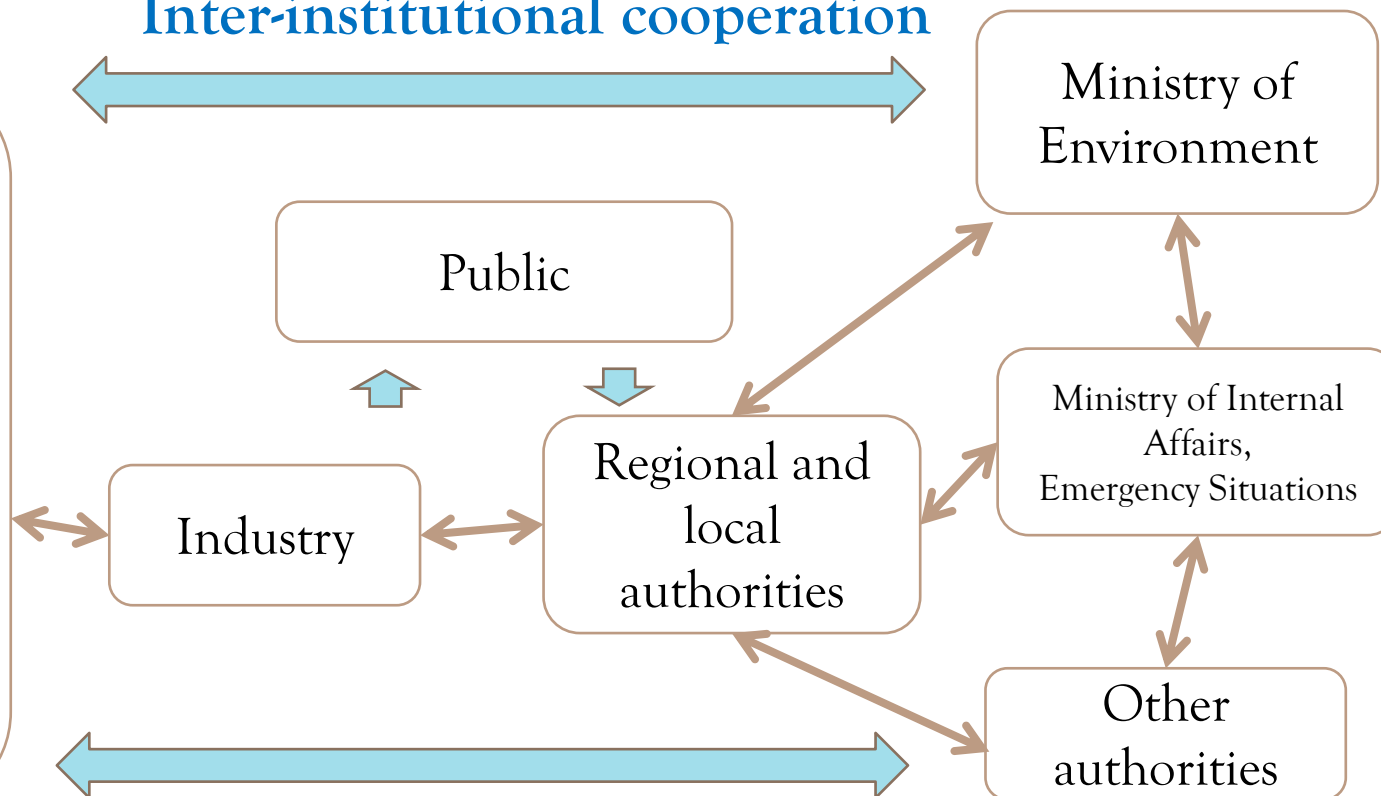 Inter-institutional cooperation
Ministry of
Environment
Public
Ministry of Internal
Affairs,
Emergency Situations
Regional and
local
authorities
Industry
Other
authorities